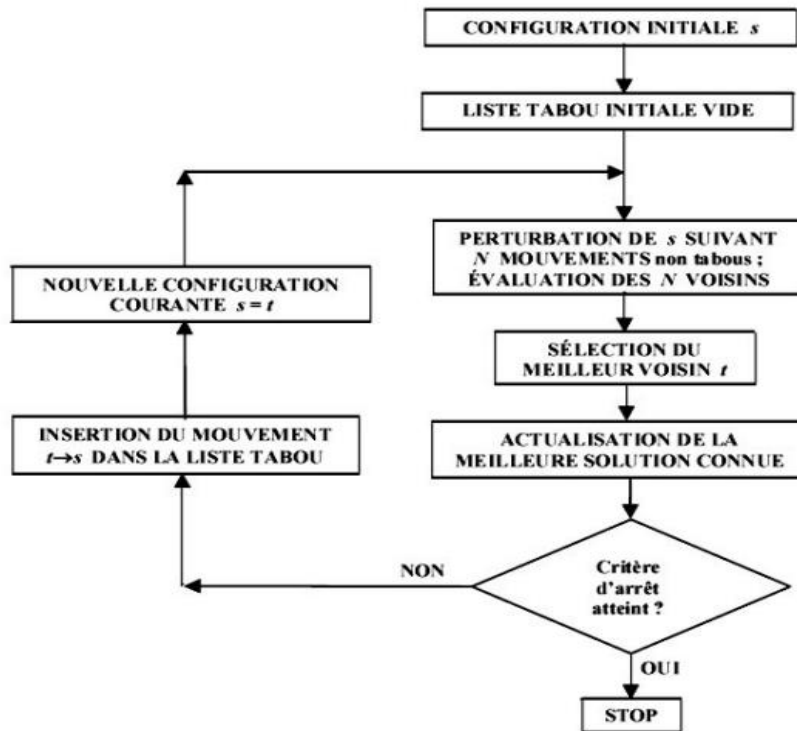 CONFIGURATION INITIALE s
LISTE TABOU INITIALE VIDE
PERTURBATION DE s SUIVANT
N MOUVEMENTS non tabous ;
ÉVALUATION DES N VOISINS
SÉLECTION DU
MEILLEUR VOISIN t
ACTUALISATION DE LA
MEILLEURE SOLUTION CONNUE
Critère
d'arrêt
atteint ?
NON
OUI
STOP
INSERTION DU MOUVEMENT
t→s DANS LA LISTE TABOU
NOUVELLE CONFIGURATION
COURANTE s = t